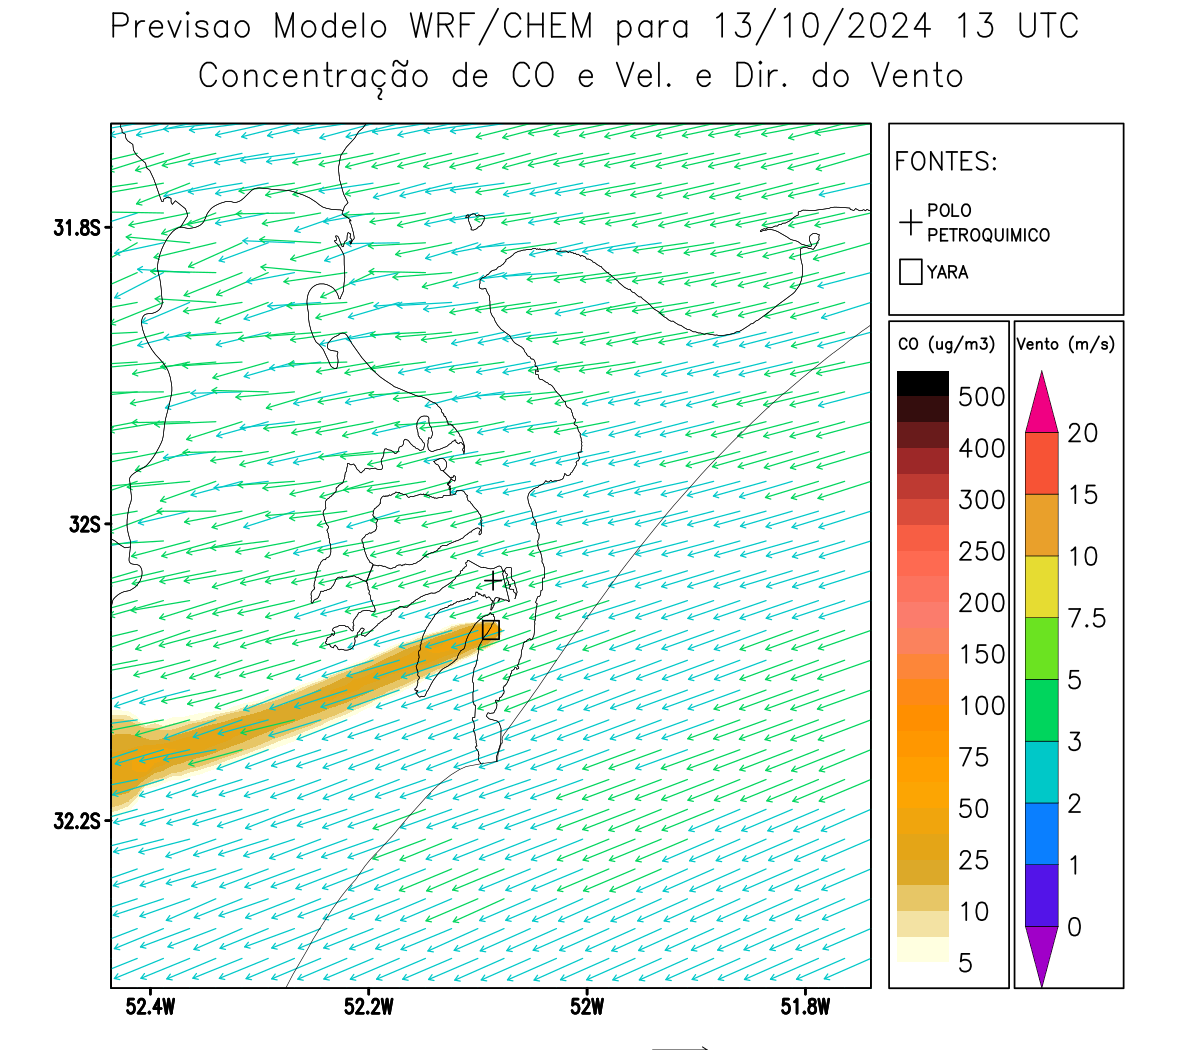 Previsao Modelo WRF/CHEM para 13/10/2024 13 UTC
Concentração de CO e Vel. e Dir. do Vento
FONTES:
POLO
PETROQUIMICO
YARA
CO (ug/m3)
500
400
300
250
200
150
100
75
50
25
10
5
Vento (m/s)
20
15
10
7.5
5
3
2
1
0
31.8S
32S
32.2S
52.4W
52.2W
52W
51.8W